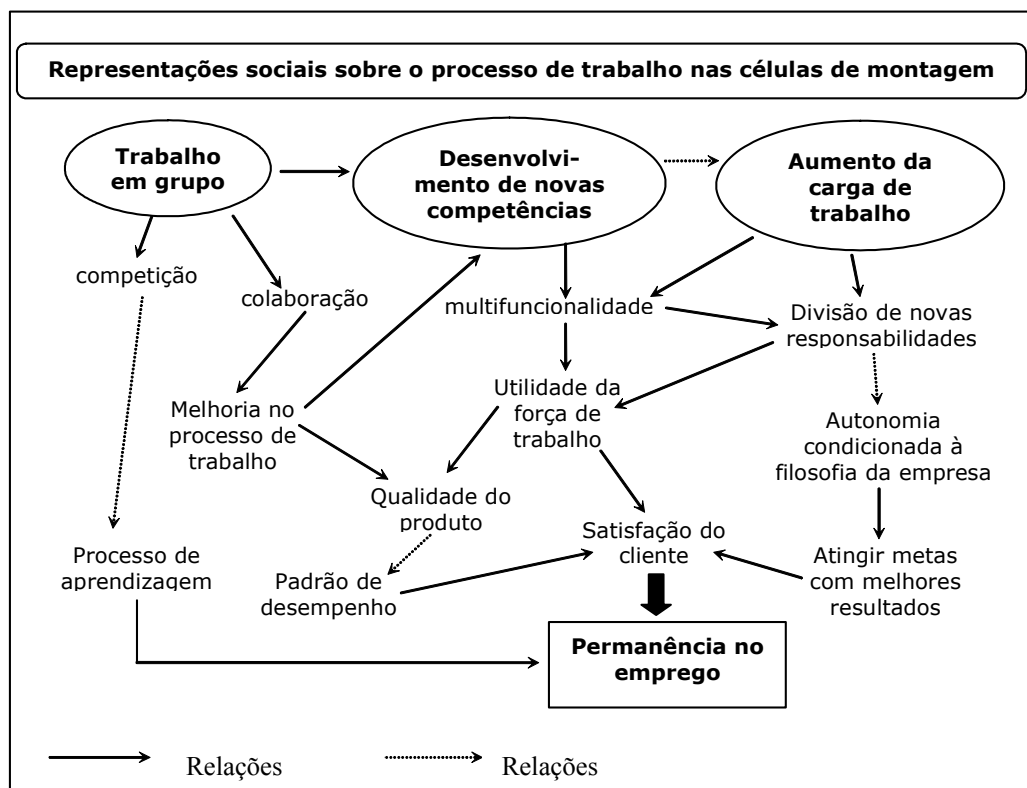 Representações sociais sobre o processo de trabalho nas células de montagem
Trabalho
em grupo
Desenvolvi-
mento de novas
competências
Aumento da
carga de
trabalho
competição
colaboração
multifuncionalidade
Divisão de novas
responsabilidades
Melhoria no
processo de
trabalho
Utilidade da
força de
trabalho
Autonomia
condicionada à
filosofia da empresa
Qualidade do
produto
Satisfação do
cliente
Processo de
aprendizagem
Padrão de
desempenho
Atingir metas
com melhores
resultados
Permanência no
emprego
Relações
Relações